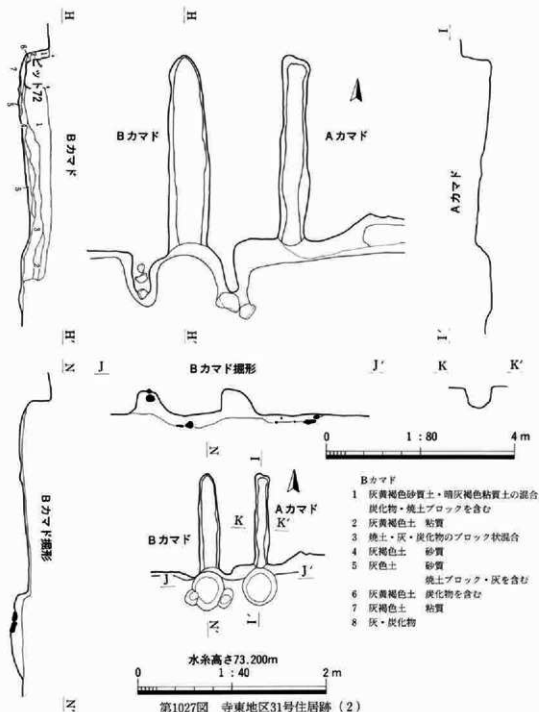 H
H
I
ピット72
Bカマド
Bカマド
Aカマド
Aカマド
H'
H'
I'
N
J
Bカマド掘形
J'
K
K'
0 1:80 4m
Bカマド掘形
N
I
Aカマド
K
K'
Bカマド
J
J'
N'
I'
N'
Bカマド
1 灰黄褐色砂質土・暗灰褐色粘質土の混合
炭化物・焼土ブロックを含む
2 灰黄褐色土 粘質
3 焼土・灰・炭化物のブロック状混合
4 灰褐色土 砂質
5 灰色土 砂質
焼土ブロック・灰を含む
6 灰黄褐色土 炭化物を含む
7 灰褐色土 粘質
8 灰・炭化物
水糸高さ73.200m
0 1:40 2m
第1027図 寺東地区31号住居跡(2)